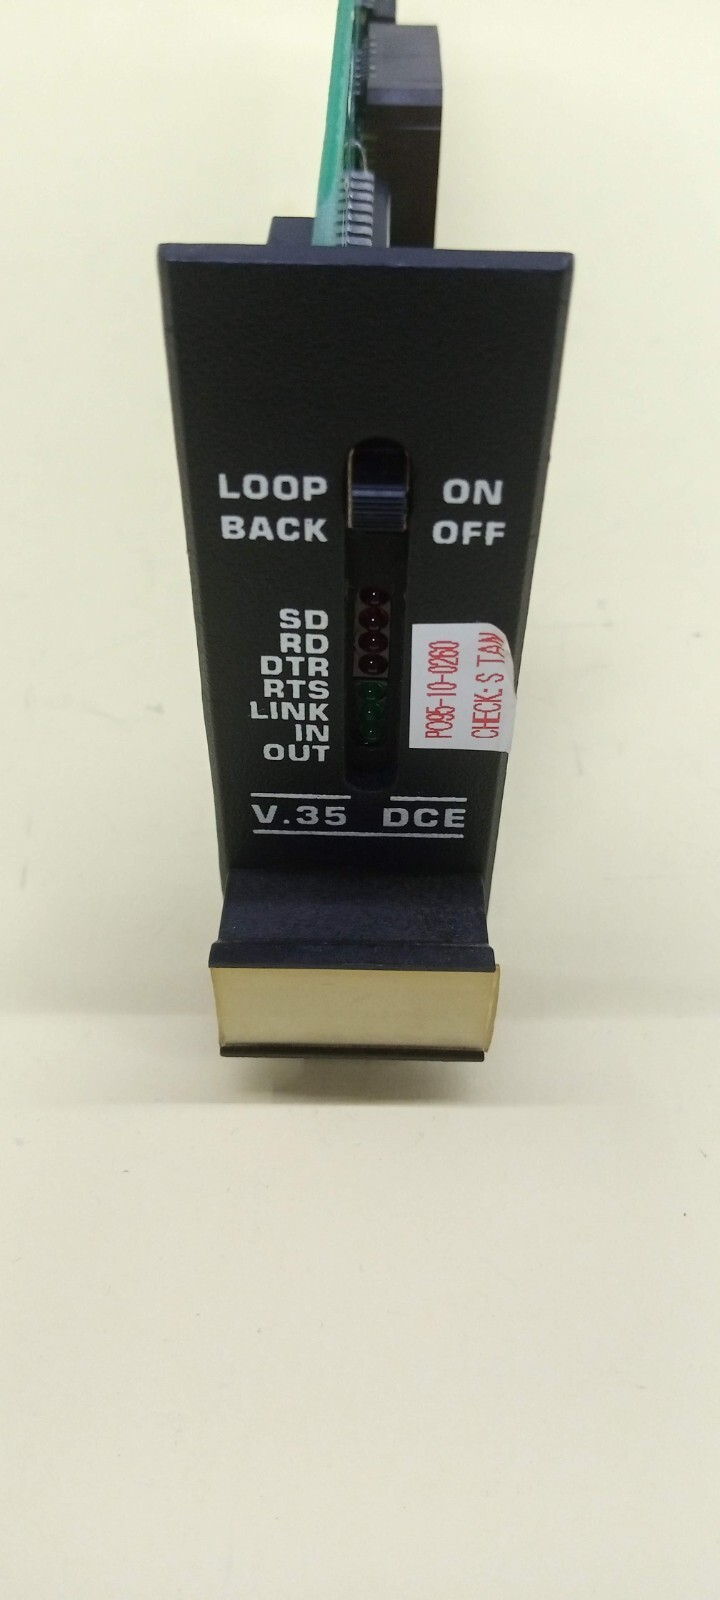 LOOP ON
BACK OFF
SD
RD
DTR
RTS
LINK
IN
OUT
P095-10-0260
CHECK: S TAN
V.35 DCE